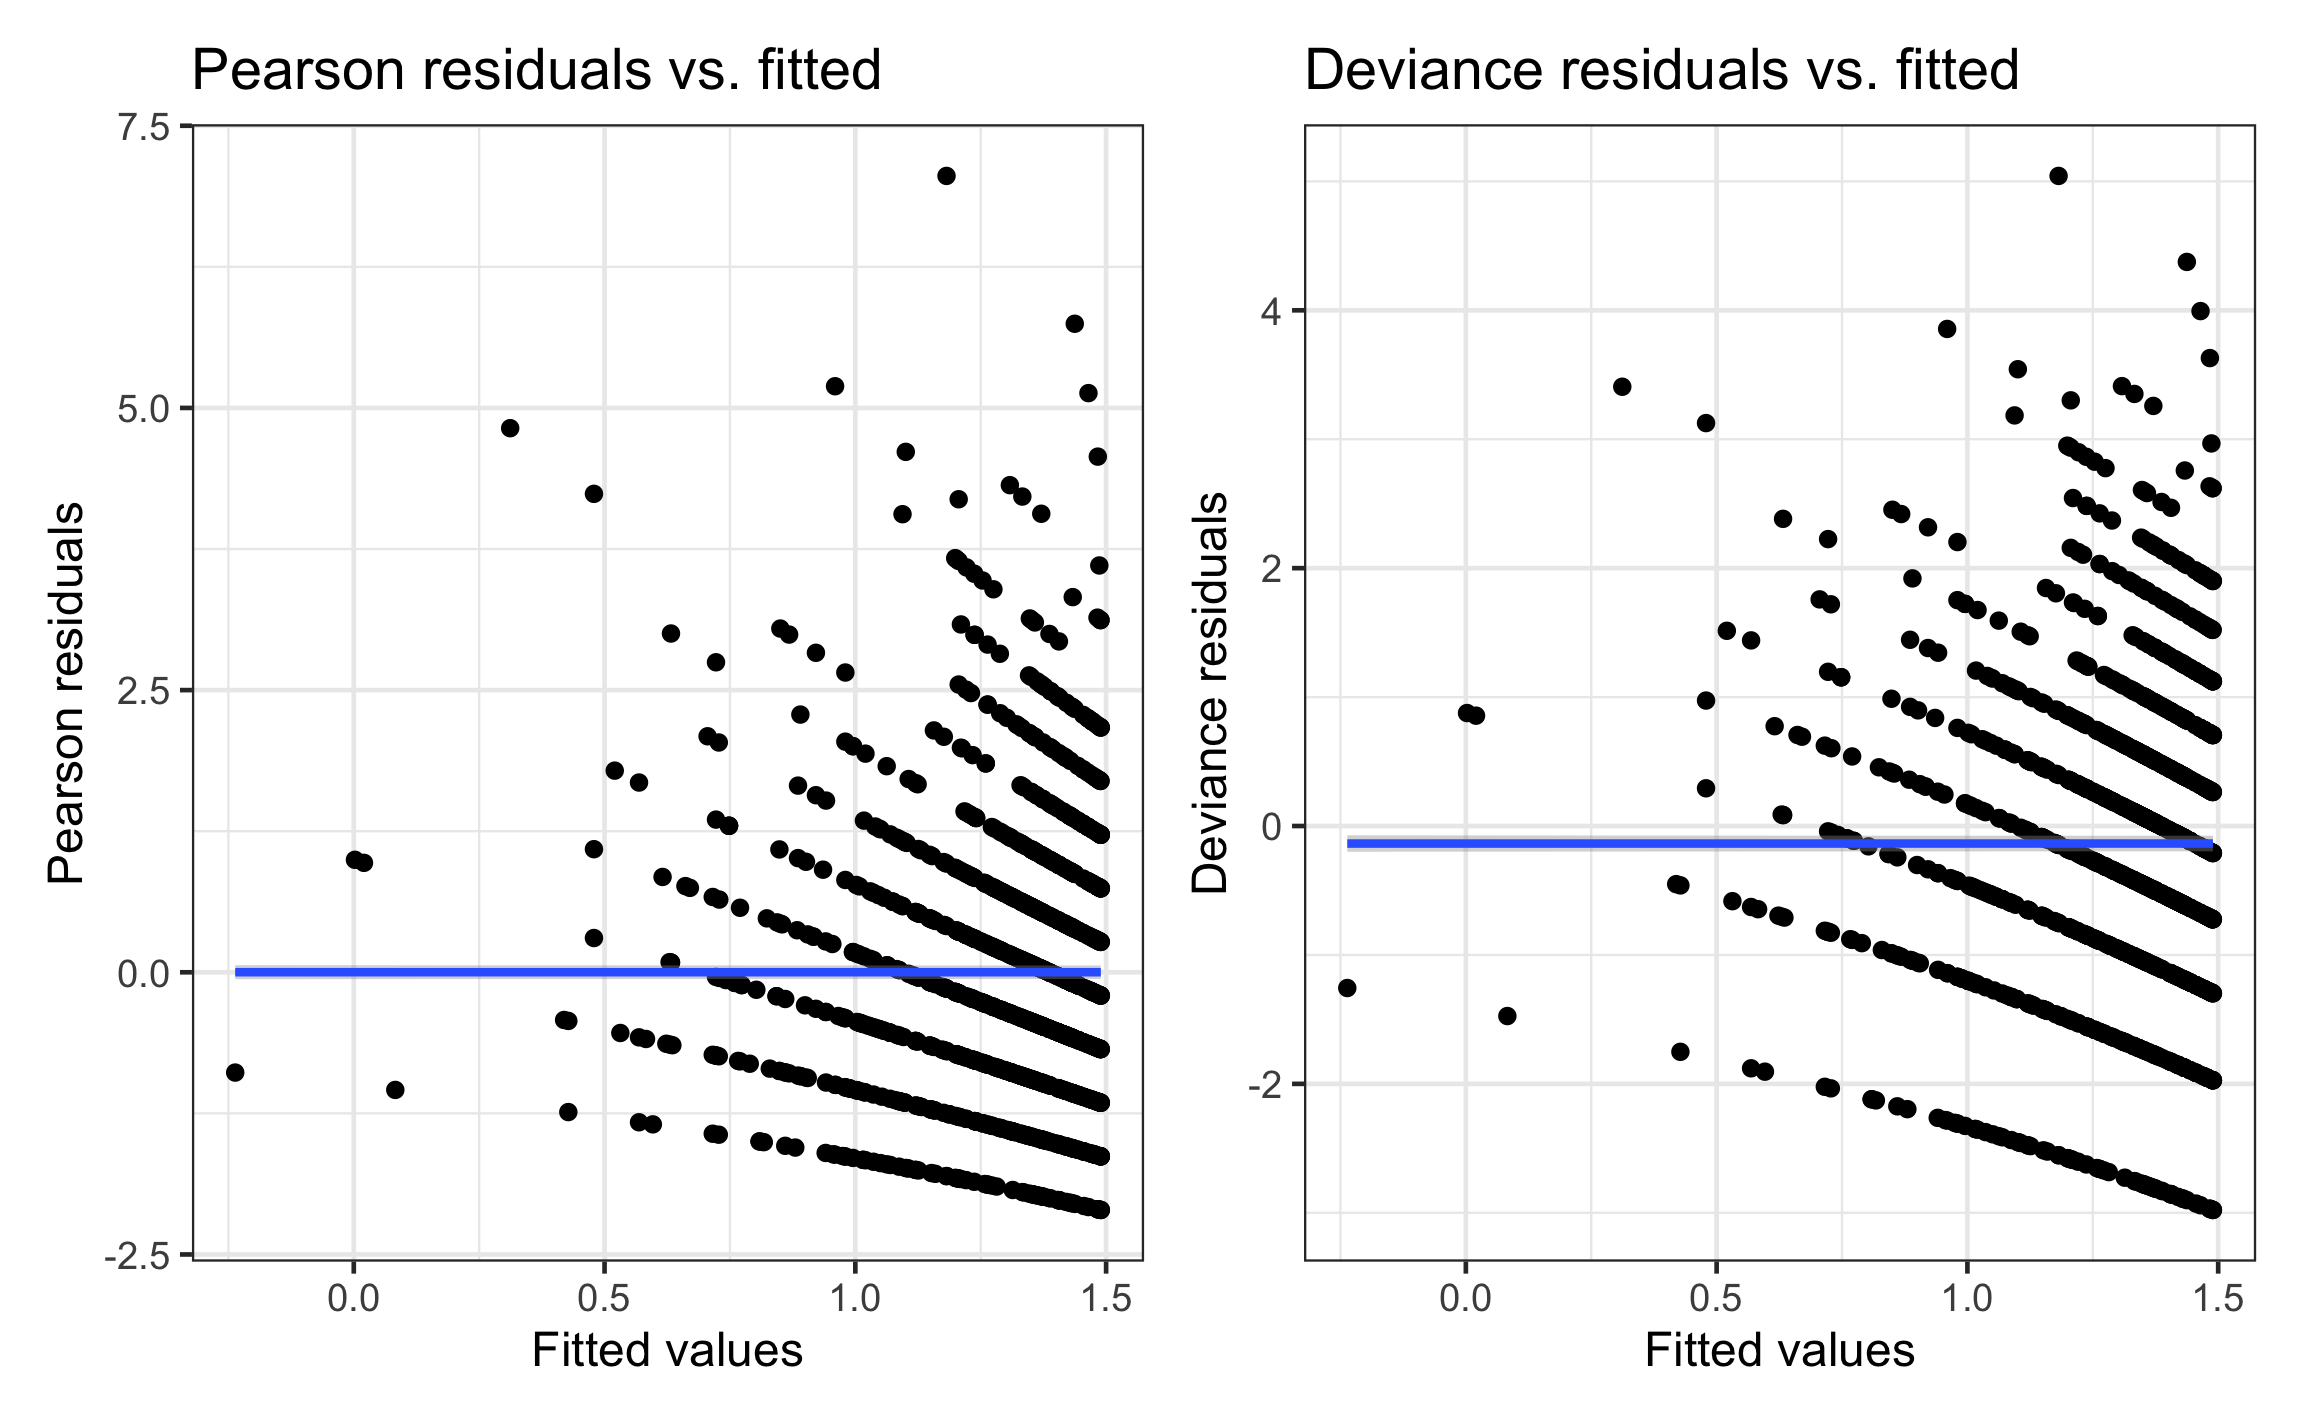 Pearson residuals vs. fitted
Pearson residuals
7.5
5.0
2.5
0.0
-2.5
0.0 0.5 1.0 1.5
Fitted values
Deviance residuals vs. fitted
Deviance residuals
4
2
0
-2
0.0 0.5 1.0 1.5
Fitted values